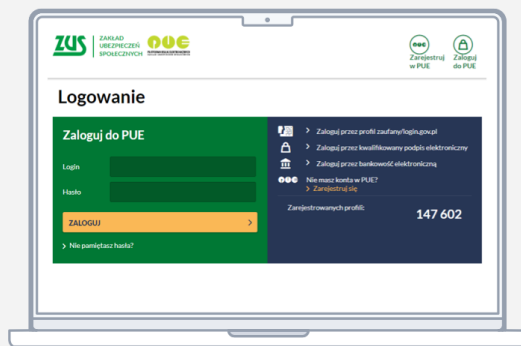 ZUS
ZAKŁAD
UBEZPIECZEŃ
SPOŁECZNYCH
PUE
Zarejestruj
w PUE
Zaloguj
do PUE
Logowanie
Zaloguj do PUE
Login
Hasło
ZALOGUJ
Nie pamiętasz hasła?
Zaloguj przez profil zaufany/login.gov.pl
Zaloguj przez kwalifikowany podpis elektroniczny
Zaloguj przez bankowość elektroniczną
Nie masz konta w PUE?
Zarejestruj się
Zarejestrowanych profili:
147 602